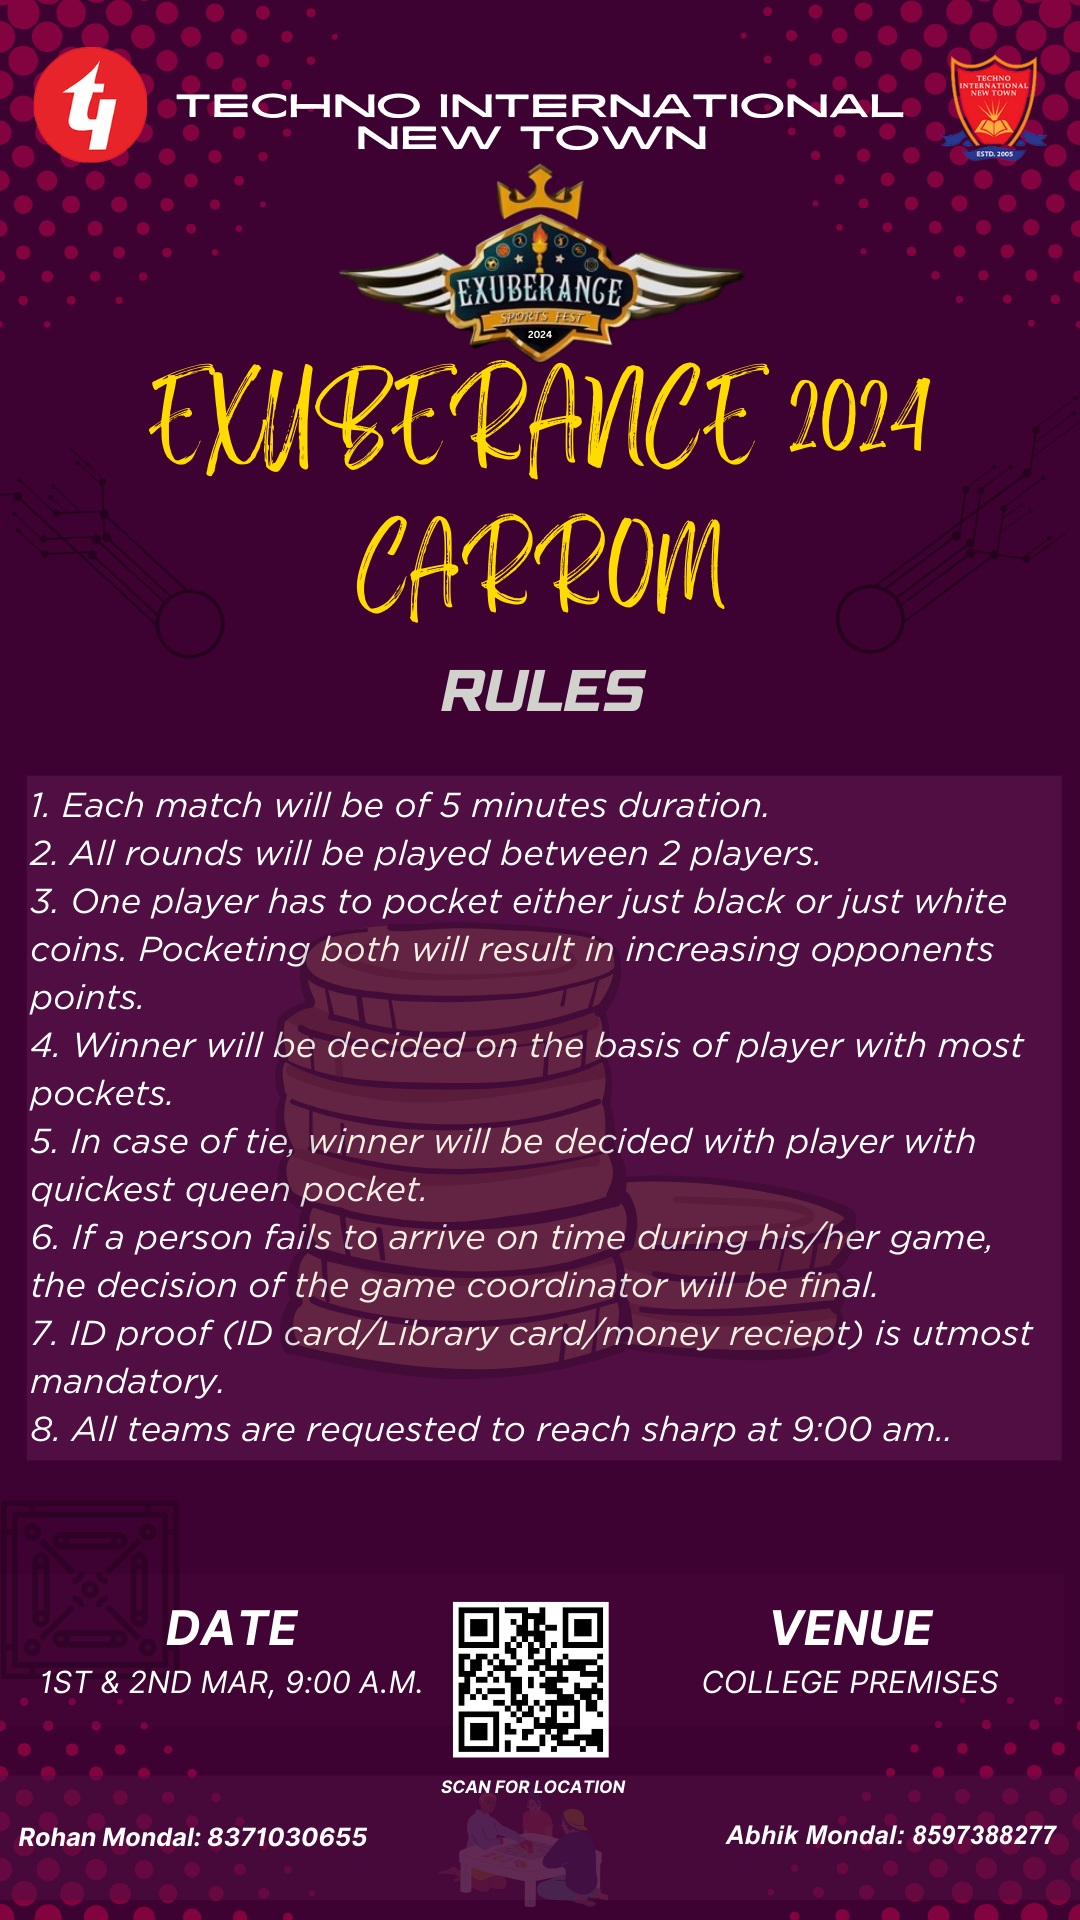 TECHNO INTERNATIONAL
NEW TOWN
TECHNO
INTERNATIONAL
NEW TOWN
ESTD. 2005
EXUBERANCE
SPORTS FEST
2024
EXUBERANCE 2024
CARROM
RULES
1. Each match will be of 5 minutes duration.
2. All rounds will be played between 2 players.
3. One player has to pocket either just black or just white
coins. Pocketing both will result in increasing opponents
points.
4. Winner will be decided on the basis of player with most
pockets.
5. In case of tie, winner will be decided with player with
quickest queen pocket.
6. If a person fails to arrive on time during his/her game,
the decision of the game coordinator will be final.
7. ID proof (ID card/Library card/money reciept) is utmost
mandatory.
8. All teams are requested to reach sharp at 9:00 am..
DATE
1ST & 2ND MAR, 9:00 A.M.
VENUE
COLLEGE PREMISES
SCAN FOR LOCATION
Rohan Mondal: 8371030655
Abhik Mondal: 8597388277